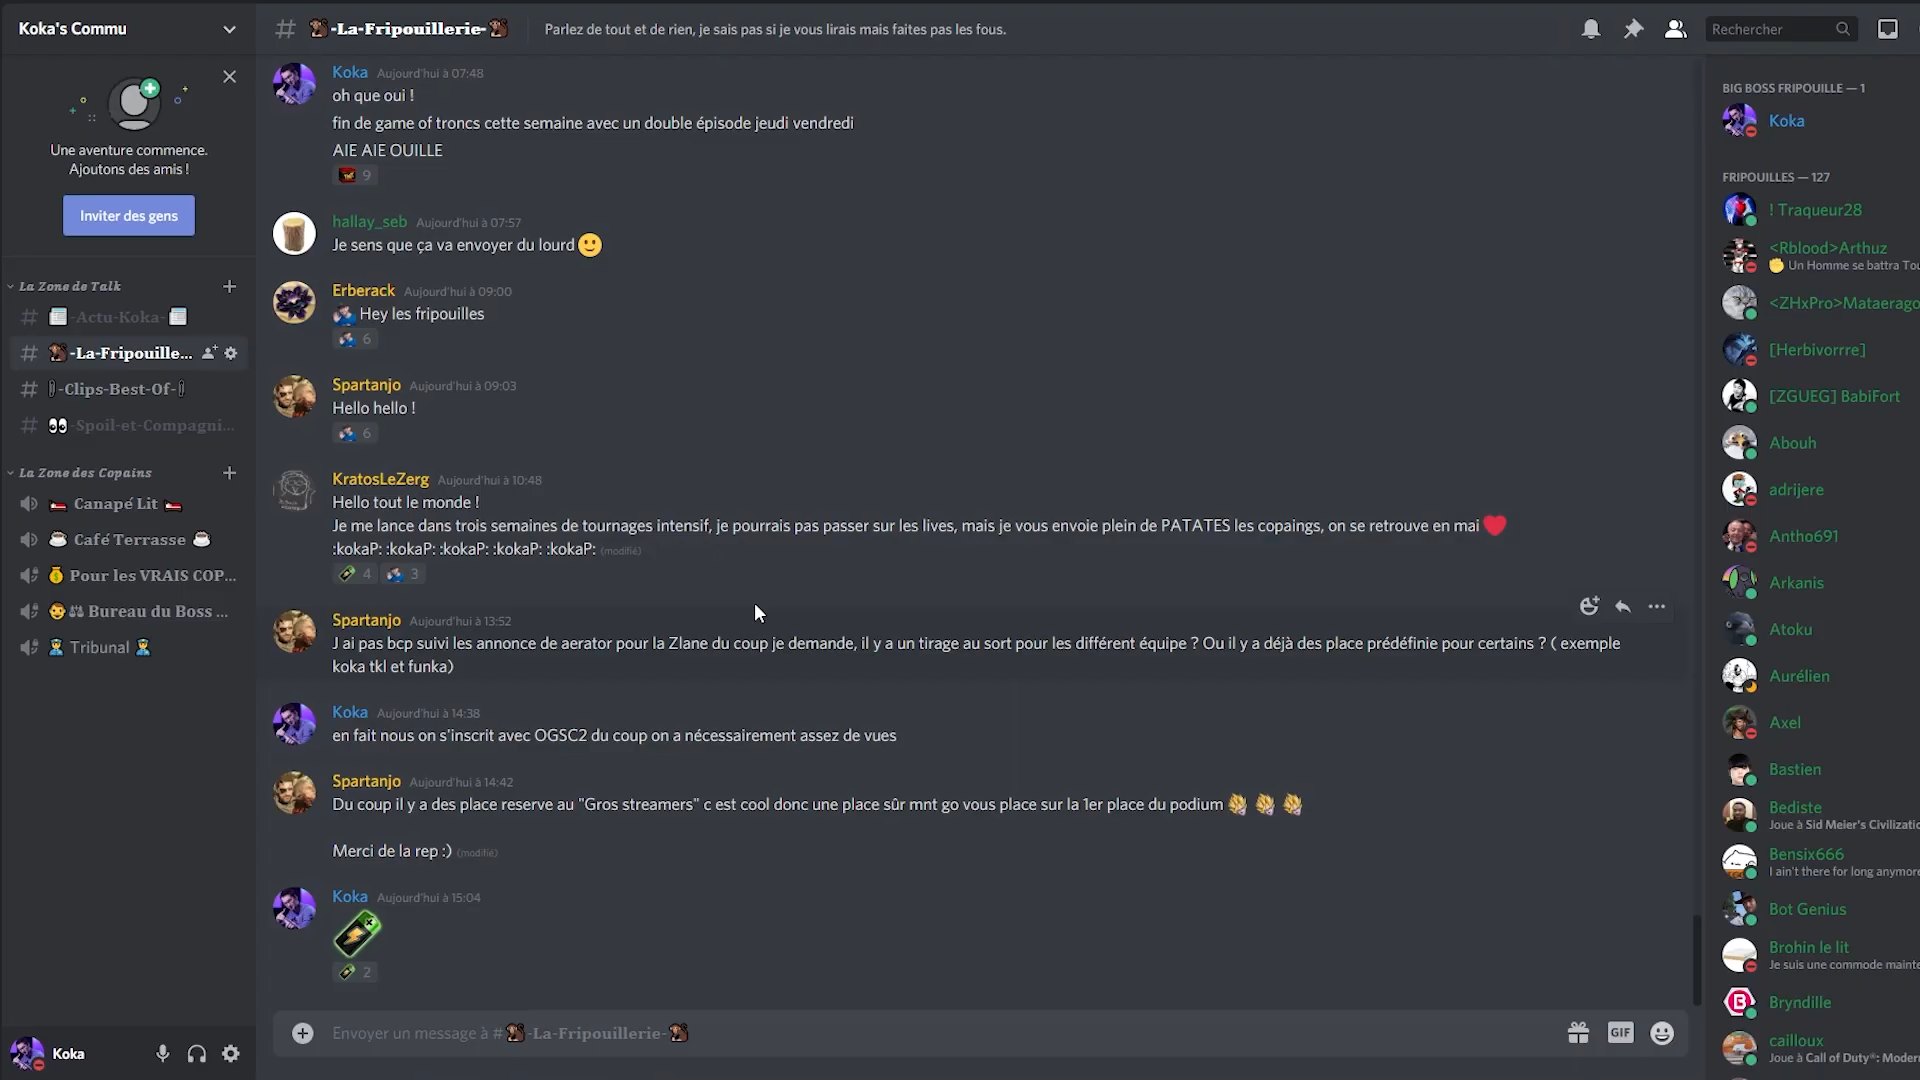 Koka's Commu
-La-Fripouillerie-
Parlez de tout et de rien, je sais pas si je vous lirais mais faites pas les fous.
Rechercher
Une aventure commence.
Ajoutons des amis !
Inviter des gens
La Zone de Talk
-Actu-Koka-
-La-Fripouille...
-Clips-Best-Of-
-Spoil-et-Compagni...
La Zone des Copains
Canapé Lit
Café Terrasse
Pour les VRAIS COP...
Bureau du Boss ...
Tribunal
Koka
Koka Aujourd'hui à 07:48
oh que oui !
fin de game of troncs cette semaine avec un double épisode jeudi vendredi
AIE AIE OUILLE
9
hallay_seb Aujourd'hui à 07:57
Je sens que ça va envoyer du lourd
Erberack Aujourd'hui à 09:00
Hey les fripouilles
6
Spartanjo Aujourd'hui à 09:03
Hello hello !
6
KratosLeZerg Aujourd'hui à 10:48
Hello tout le monde !
Je me lance dans trois semaines de tournages intensif, je pourrais pas passer sur les lives, mais je vous envoie plein de PATATES les copaings, on se retrouve en mai
:kokaP: :kokaP: :kokaP: :kokaP: :kokaP: (modifié)
4 3
Spartanjo Aujourd'hui à 13:52
J ai pas bcp suivi les annonce de aerator pour la Zlane du coup je demande, il y a un tirage au sort pour les différent équipe ? Ou il y a déjà des place prédéfinie pour certains ? ( exemple
koka tkl et funka)
Koka Aujourd'hui à 14:38
en fait nous on s'inscrit avec OGSC2 du coup on a nécessairement assez de vues
Spartanjo Aujourd'hui à 14:42
Du coup il y a des place reserve au "Gros streamers" c est cool donc une place sûr mnt go vous place sur la 1er place du podium
Merci de la rep :) (modifié)
Koka Aujourd'hui à 15:04
2
Envoyer un message à # -La-Fripouillerie-
GIF
BIG BOSS FRIPOUILLE — 1
Koka
FRIPOUILLES — 127
! Traqueur28
<Rblood>Arthuz
Un Homme se battra Tou
<ZHxPro>Mataerago
[Herbivorrre]
[ZGUEG] BabiFort
Abouh
adrijere
Antho691
Arkanis
Atoku
Aurélien
Axel
Bastien
Bediste
Joue à Sid Meier's Civilizatio
Bensix666
I ain't there for long anymore
Bot Genius
Brohin le lit
Je suis une commode mainte
Bryndille
cailloux
Joue à Call of Duty®: Modern